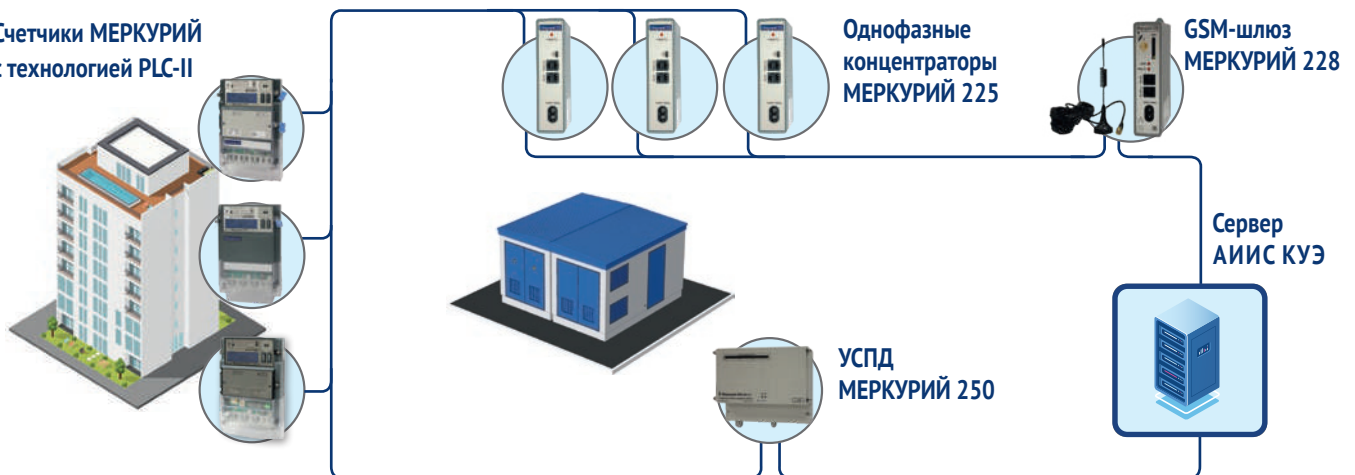 Счетчики МЕРКУРИЙ
с технологией PLC-II
Однофазные
концентраторы
МЕРКУРИЙ 225
GSM-шлюз
МЕРКУРИЙ 228
Сервер
АИИС КУЭ
УСПД
МЕРКУРИЙ 250